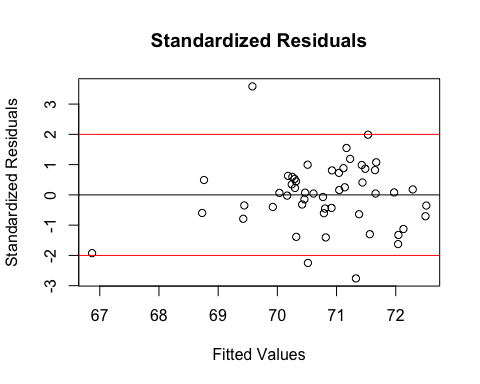 Standardized Residuals
Standardized Residuals
3
2
1
0
-1
-2
-3
67 68 69 70 71 72
Fitted Values